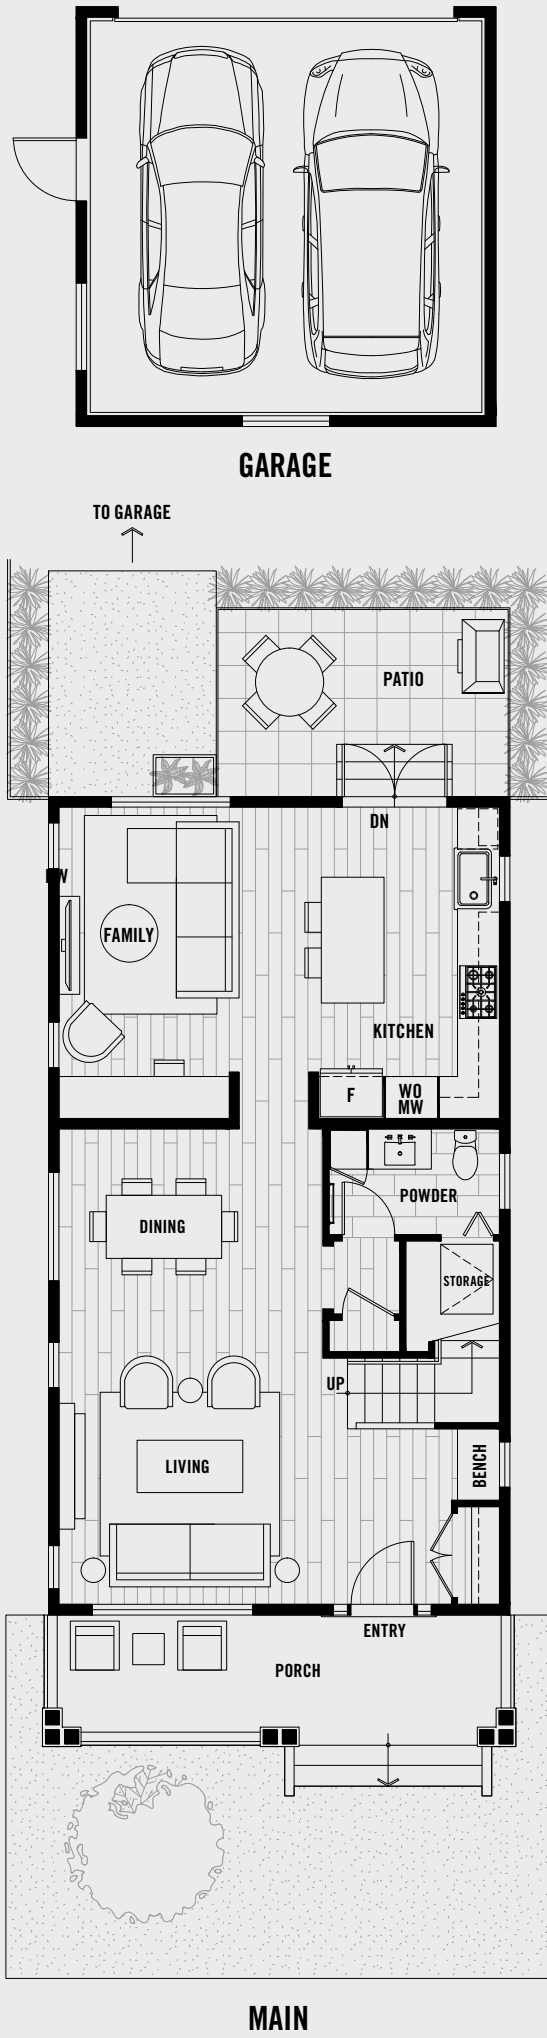 GARAGE
TO GARAGE
PATIO
DN
FAMILY
KITCHEN
F
WO
MW
POWDER
DINING
STORAGE
UP
LIVING
BENCH
ENTRY
PORCH
MAIN